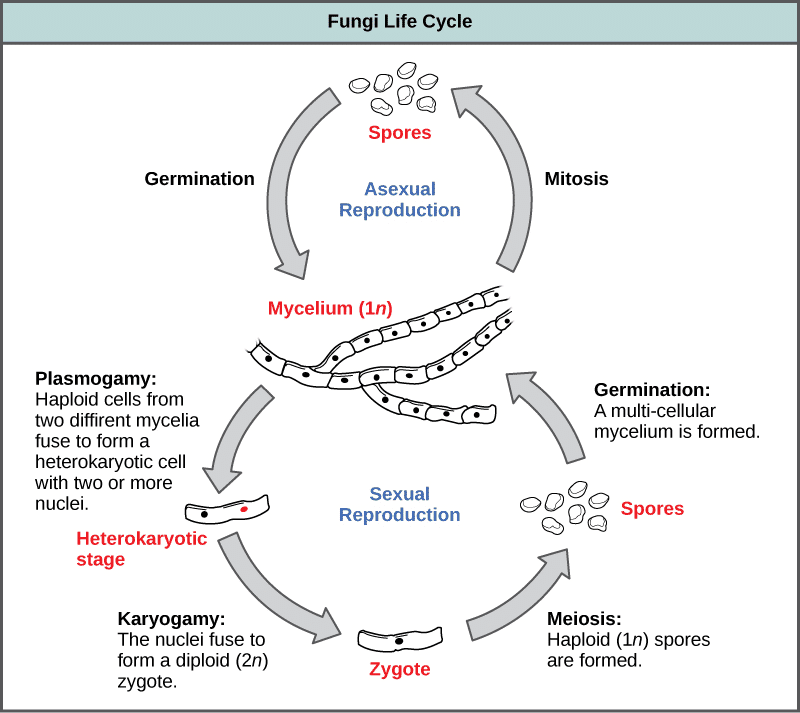 Fungi Life Cycle
Spores
Germination
Mitosis
Asexual
Reproduction
Mycelium (1n)
Plasmogamy:
Haploid cells from
two diffirent mycelia
fuse to form a
heterokaryotic cell
with two or more
nuclei.
Germination:
A multi-cellular
mycelium is formed.
Sexual
Reproduction
Spores
Heterokaryotic
stage
Karyogamy:
The nuclei fuse to
form a diploid (2n)
zygote.
Zygote
Meiosis:
Haploid (1n) spores
are formed.